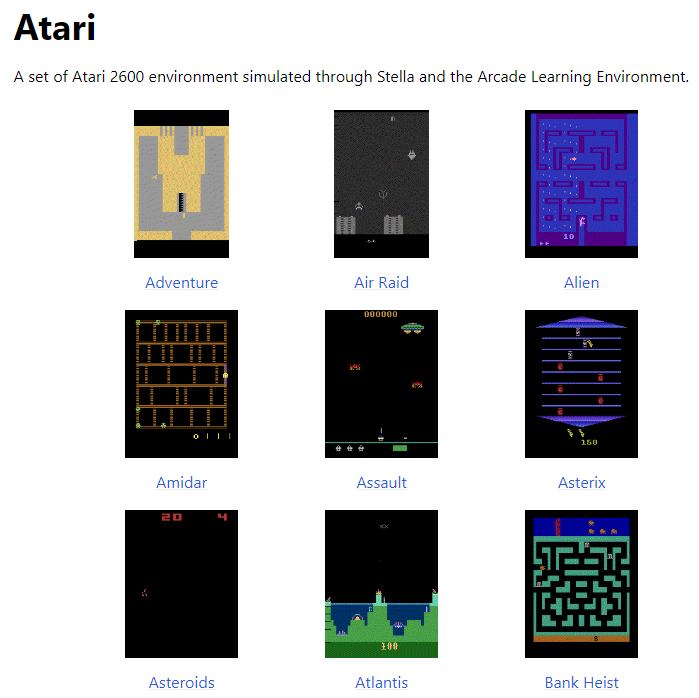 Atari
A set of Atari 2600 environment simulated through Stella and the Arcade Learning Environment.
Adventure
Air Raid
10
Alien
Amidar
000000
Assault
150
Asterix
20 4
Asteroids
100
Atlantis
Bank Heist